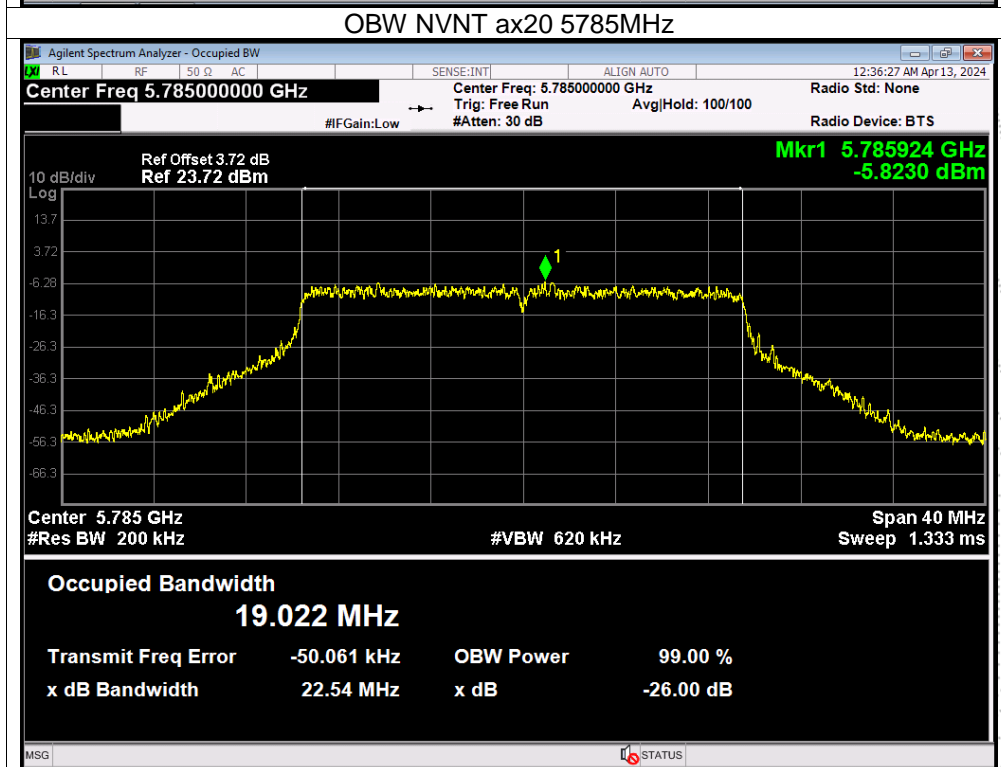 OBW NVNT ax20 5785MHz
Agilent Spectrum Analyzer - Occupied BW
LXI RL RF 50 Ω AC SENSE:INT ALIGN AUTO 12:36:27 AM Apr 13, 2024
Center Freq 5.785000000 GHz Center Freq: 5.785000000 GHz Radio Std: None
Trig: Free Run Avg|Hold: 100/100
#IFGain:Low #Atten: 30 dB Radio Device: BTS
Mkr1 5.785924 GHz
Ref Offset 3.72 dB
10 dB/div Ref 23.72 dBm -5.8230 dBm
Log
13.7
3.72
1
-6.28
-16.3
-26.3
-36.3
-46.3
-56.3
-66.3
Center 5.785 GHz Span 40 MHz
#Res BW 200 kHz #VBW 620 kHz Sweep 1.333 ms
Occupied Bandwidth
19.022 MHz
Transmit Freq Error -50.061 kHz OBW Power 99.00 %
x dB Bandwidth 22.54 MHz x dB -26.00 dB
MSG STATUS